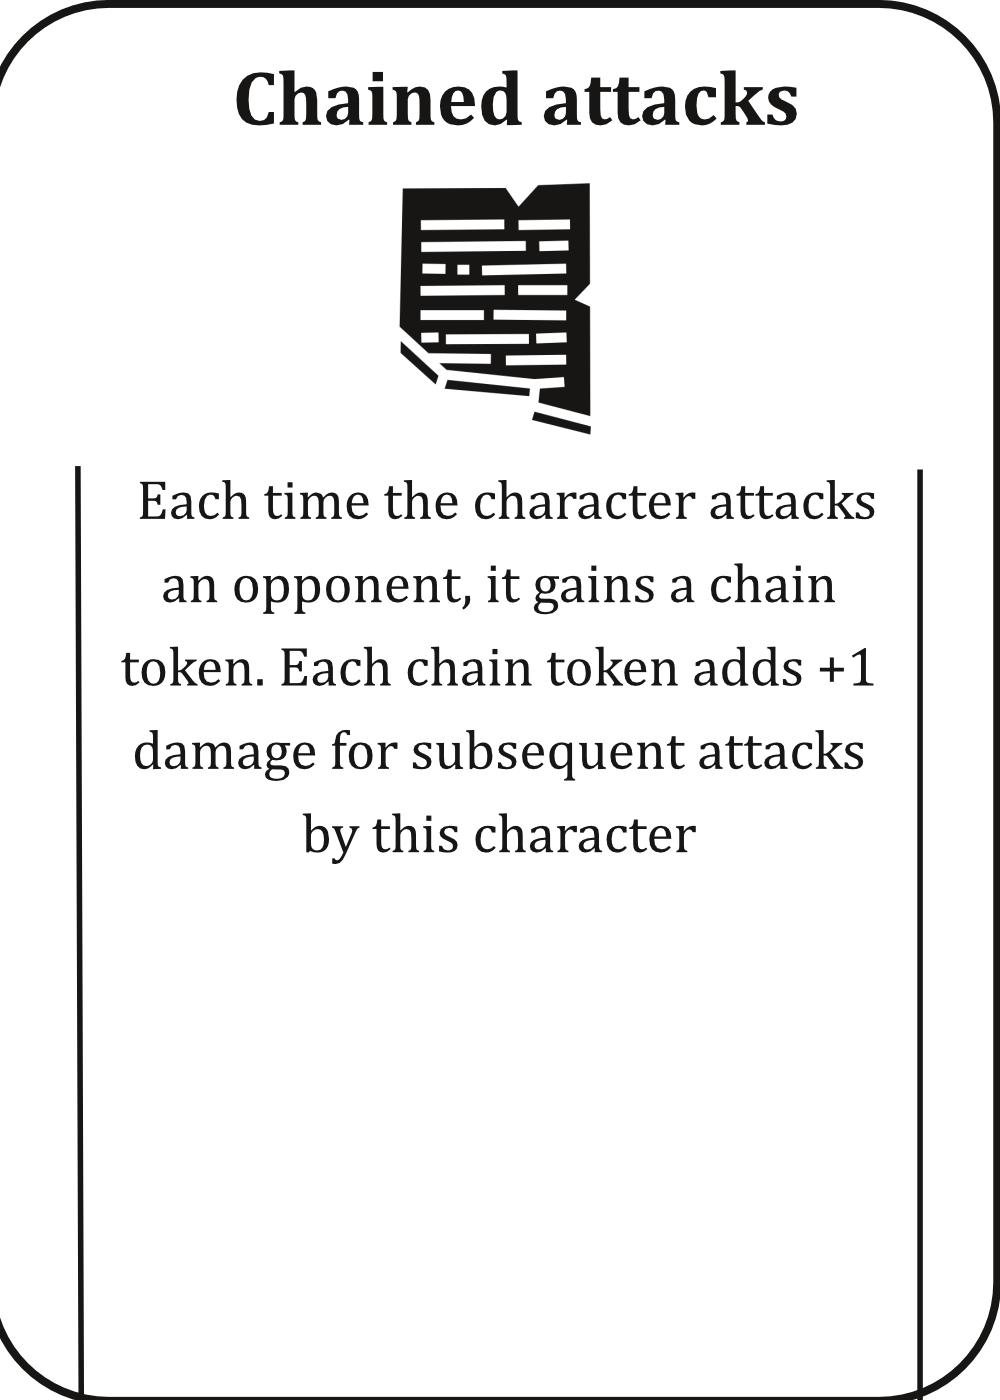 Chained attacks
Each time the character attacks
an opponent, it gains a chain
token. Each chain token adds +1
damage for subsequent attacks
by this character